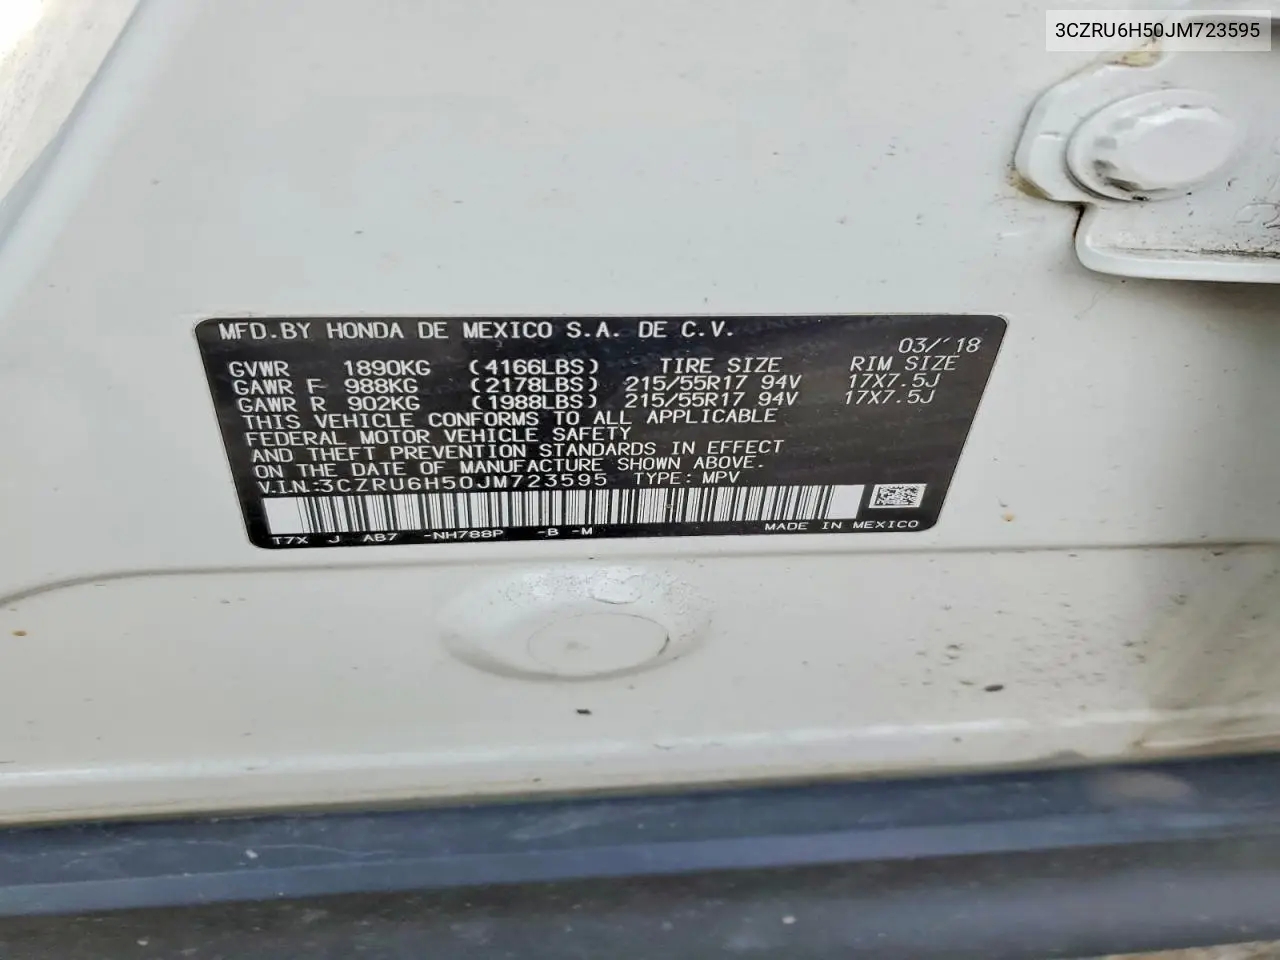 3CZRU6H50JM723595
MFD.BY HONDA DE MEXICO S.A. DE C.V.
03/'18
GVWR 1890KG (4166LBS) TIRE SIZE RIM SIZE
GAWR F 988KG (2178LBS) 215/55R17 94V 17X7.5J
GAWR R 902KG (1988LBS) 215/55R17 94V 17X7.5J
THIS VEHICLE CONFORMS TO ALL APPLICABLE
FEDERAL MOTOR VEHICLE SAFETY
AND THEFT PREVENTION STANDARDS IN EFFECT
ON THE DATE OF MANUFACTURE SHOWN ABOVE.
V.I.N.:3CZRU6H50JM723595 TYPE: MPV
T7X J AB7 -NH788P -B -M MADE IN MEXICO